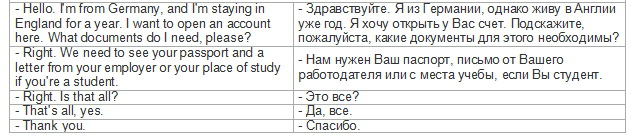 - Hello. I'm from Germany, and I'm staying in
England for a year. I want to open an account
here. What documents do I need, please?
- Здравствуйте. Я из Германии, однако живу в Англии
уже год. Я хочу открыть у Вас счет. Подскажите,
пожалуйста, какие документы для этого необходимы?
- Right. We need to see your passport and a
letter from your employer or your place of study
if you're a student.
- Нам нужен Ваш паспорт, письмо от Вашего
работодателя или с места учебы, если Вы студент.
- Right. Is that all?
- Это все?
- That's all, yes.
- Да, все.
- Thank you.
- Спасибо.